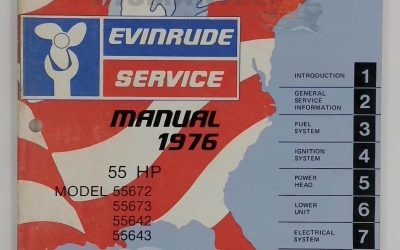 EVINRUDE
SERVICE
MANUAL
1976
55 HP
MODEL 55672
55673
55642
55643
INTRODUCTION 1
GENERAL
SERVICE
INFORMATION 2
FUEL
SYSTEM 3
IGNITION
SYSTEM 4
POWER
HEAD 5
LOWER
UNIT 6
ELECTRICAL
SYSTEM 7